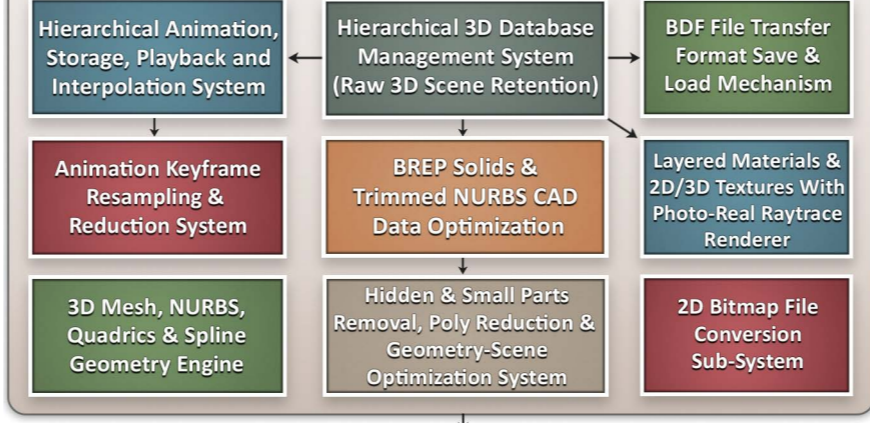 Hierarchical Animation,
Storage, Playback and
Interpolation System
Hierarchical 3D Database
Management System
(Raw 3D Scene Retention)
BDF File Transfer
Format Save &
Load Mechanism
Animation Keyframe
Resampling &
Reduction System
BREP Solids &
Trimmed NURBS CAD
Data Optimization
Layered Materials &
2D/3D Textures With
Photo-Real Raytrace
Renderer
3D Mesh, NURBS,
Quadrics & Spline
Geometry Engine
Hidden & Small Parts
Removal, Poly Reduction &
Geometry-Scene
Optimization System
2D Bitmap File
Conversion
Sub-System